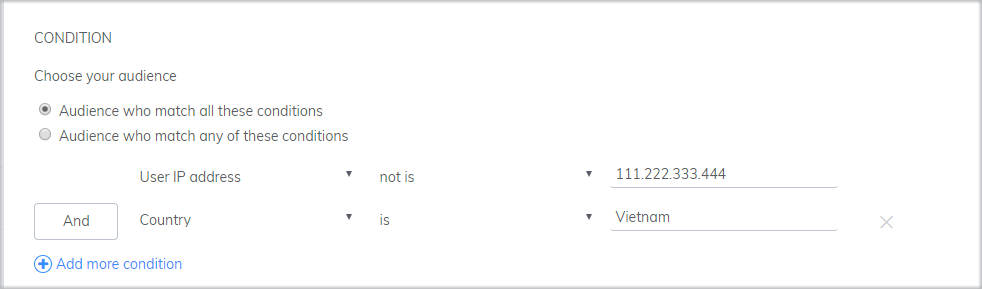 CONDITION
Choose your audience
Audience who match all these conditions
Audience who match any of these conditions
User IP address not is 111.222.333.444
And Country is Vietnam
Add more condition